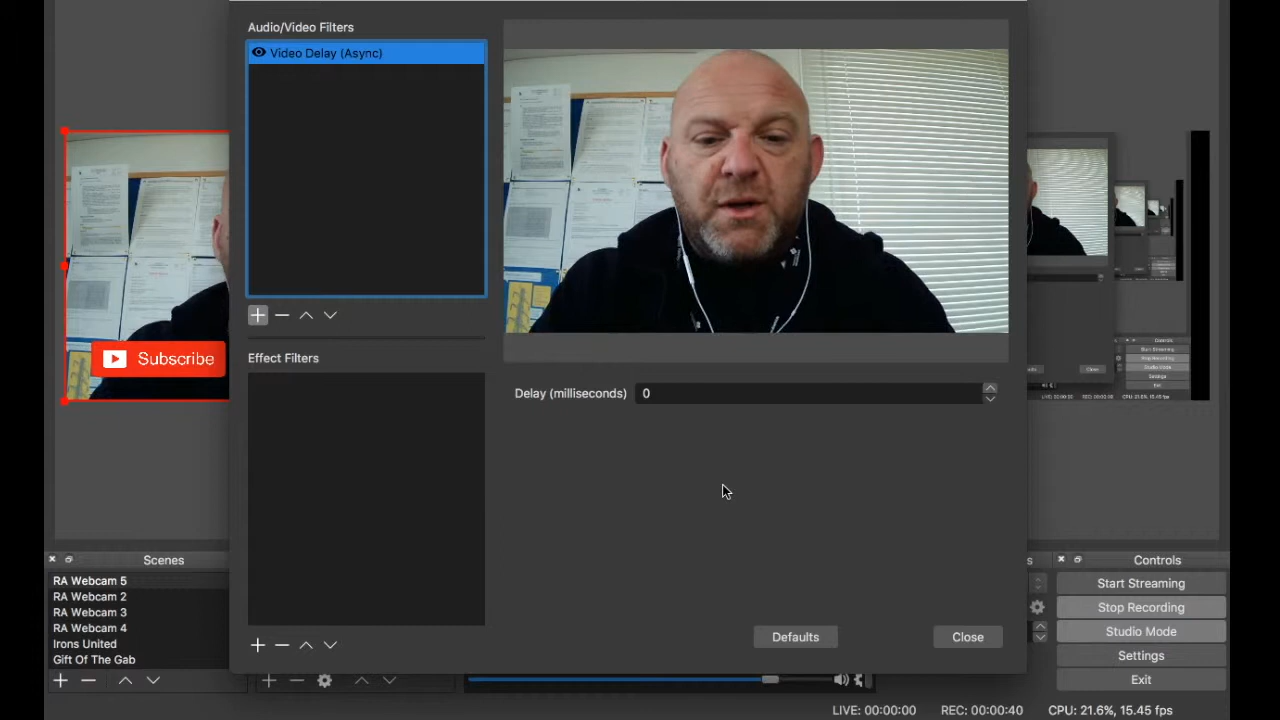 Audio/Video Filters
Video Delay (Async)
Effect Filters
Delay (milliseconds) 0
Defaults
Close
Subscribe
Scenes
RA Webcam 5
RA Webcam 2
RA Webcam 3
RA Webcam 4
Irons United
Gift Of The Gab
Controls
Start Streaming
Stop Recording
Studio Mode
Settings
Exit
LIVE: 00:00:00 REC: 00:00:40 CPU: 21.6%, 15.45 fps